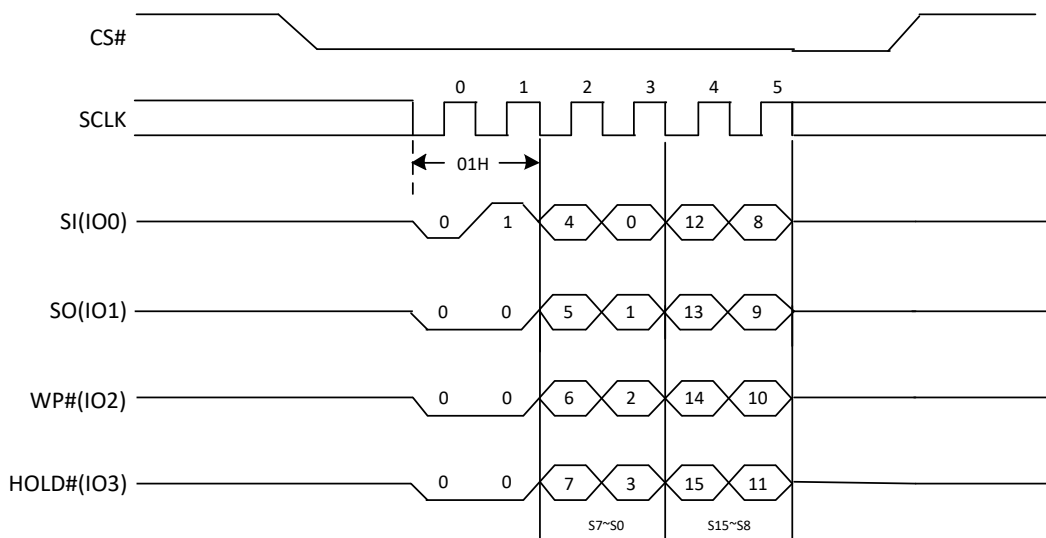 CS#
0 1 2 3 4 5
SCLK
01H
SI(IO0) 0 1 4 0 12 8
SO(IO1) 0 0 5 1 13 9
WP#(IO2) 0 0 6 2 14 10
HOLD#(IO3) 0 0 7 3 15 11
S7~S0 S15~S8